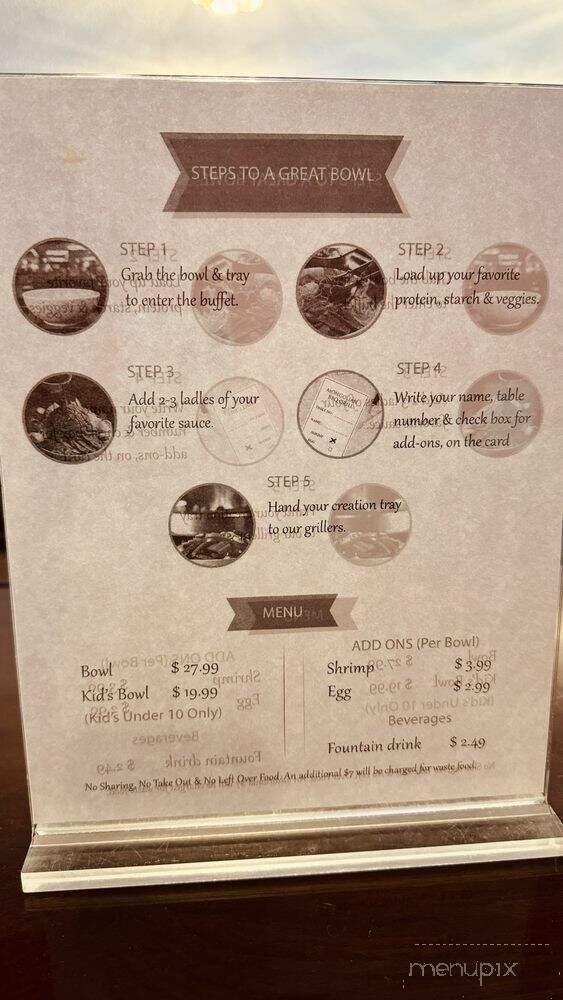 STEPS TO A GREAT BOWL
STEP 1
Grab the bowl & tray
to enter the buffet.
STEP 2
Load up your favorite
protein, starch & veggies.
STEP 3
Add 2-3 ladles of your
favorite sauce.
STEP 4
Write your name, table
number & check box for
add-ons, on the card
STEP 5
Hand your creation tray
to our grillers.
MENU
Bowl $ 27.99
Kid's Bowl $ 19.99
(Kid's Under 10 Only)
ADD ONS (Per Bowl)
Shrimp $ 3.99
Egg $ 2.99
Beverages
Fountain drink $ 2.49
No Sharing, No Take Out & No Left Over Food. An additional $7 will be charged for waste food.
menupix